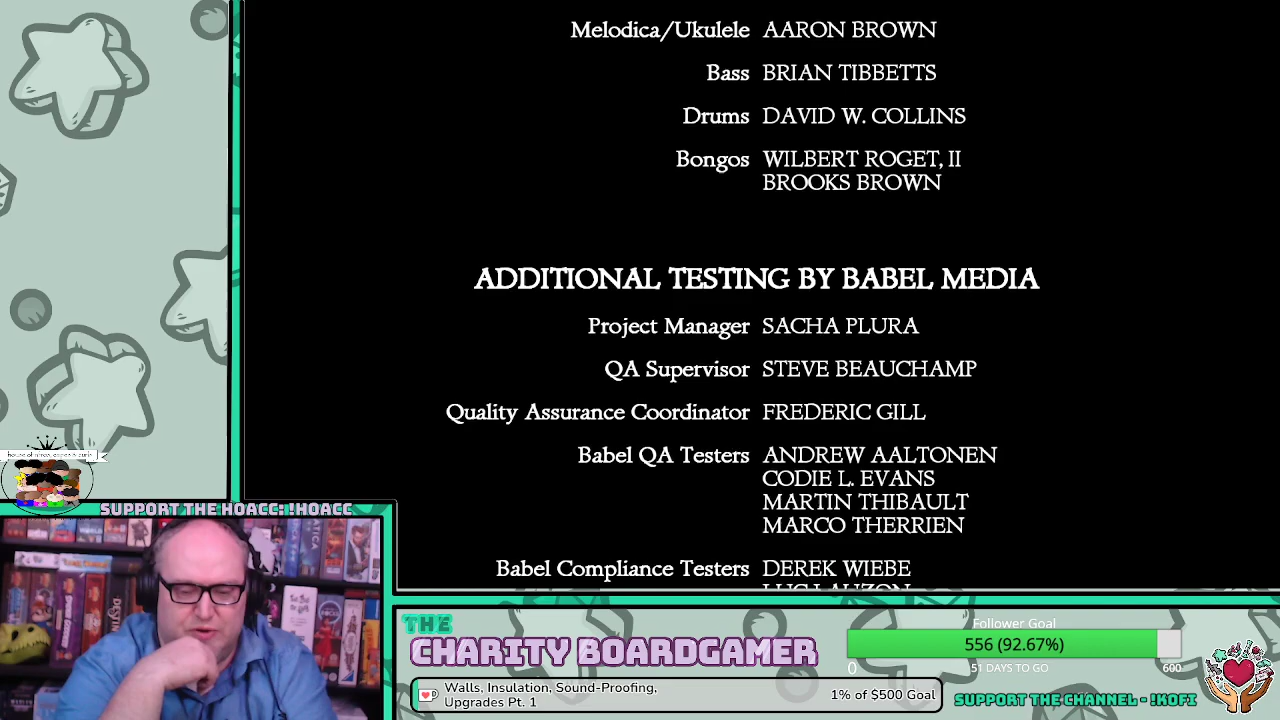 Melodica/Ukulele AARON BROWN
Bass BRIAN TIBBETTS
Drums DAVID W. COLLINS
Bongos WILBERT ROGET, II
BROOKS BROWN
ADDITIONAL TESTING BY BABEL MEDIA
Project Manager SACHA PLURA
QA Supervisor STEVE BEAUCHAMP
Quality Assurance Coordinator FREDERIC GILL
Babel QA Testers ANDREW AALTONEN
CODIE L. EVANS
MARTIN THIBAULT
MARCO THERRIEN
Babel Compliance Testers DEREK WIEBE
LUC LAUZON
SUPPORT THE HOACC: !HOACC
THE
CHARITY BOARDGAMER
Walls, Insulation, Sound-Proofing,
Upgrades Pt. 1
1% of $500 Goal
Follower Goal
556 (92.67%)
0 51 DAYS TO GO 600
SUPPORT THE CHANNEL - !KOFI